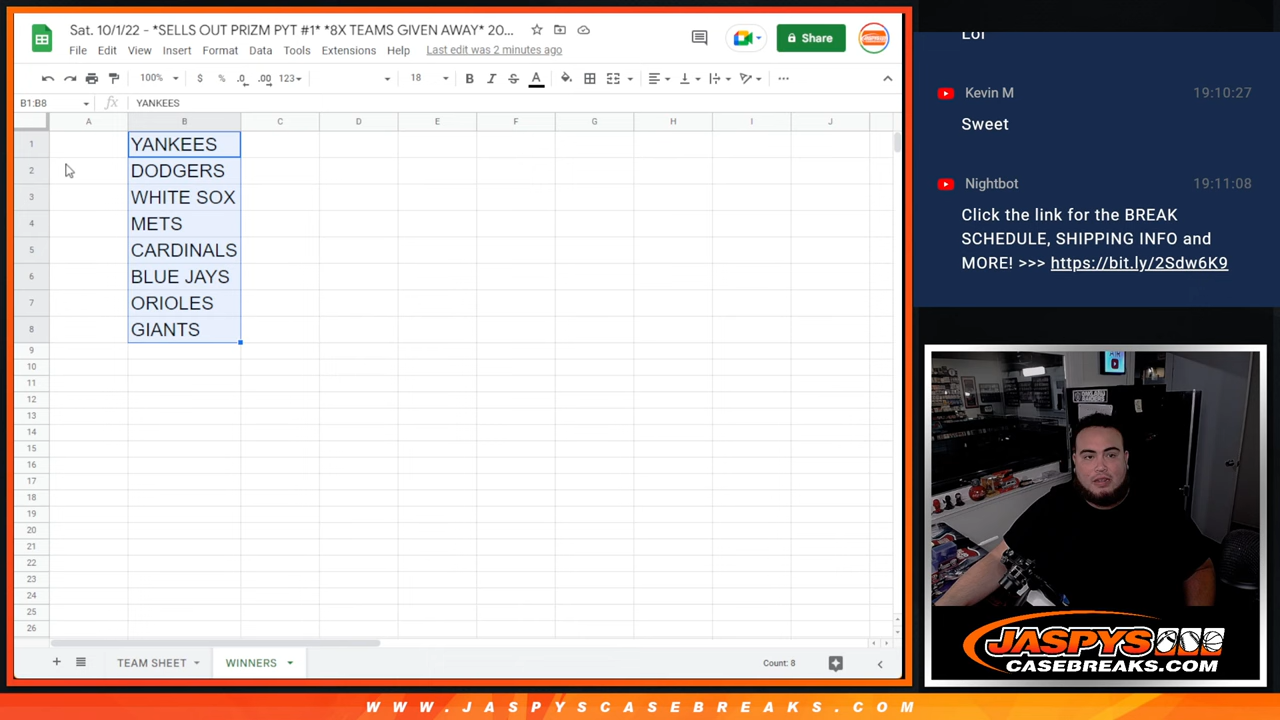 Sat. 10/1/22 - *SELLS OUT PRIZM PYT #1* *8X TEAMS GIVEN AWAY* 20...
File Edit View Insert Format Data Tools Extensions Help Last edit was 2 minutes ago
Share
100% $ % .0 .00 123 18 B I S A
B1:B8 fx YANKEES
A B C D E F G H I J
1 YANKEES
2 DODGERS
3 WHITE SOX
4 METS
5 CARDINALS
6 BLUE JAYS
7 ORIOLES
8 GIANTS
9
10
11
12
13
14
15
16
17
18
19
20
21
22
23
24
25
26
TEAM SHEET WINNERS Count: 8
Lol
Kevin M 19:10:27
Sweet
Nightbot 19:11:08
Click the link for the BREAK
SCHEDULE, SHIPPING INFO and
MORE! >>> https://bit.ly/2Sdw6K9
JASPYS
CASEBREAKS.COM
WWW.JASPYSCASEBREAKS.COM